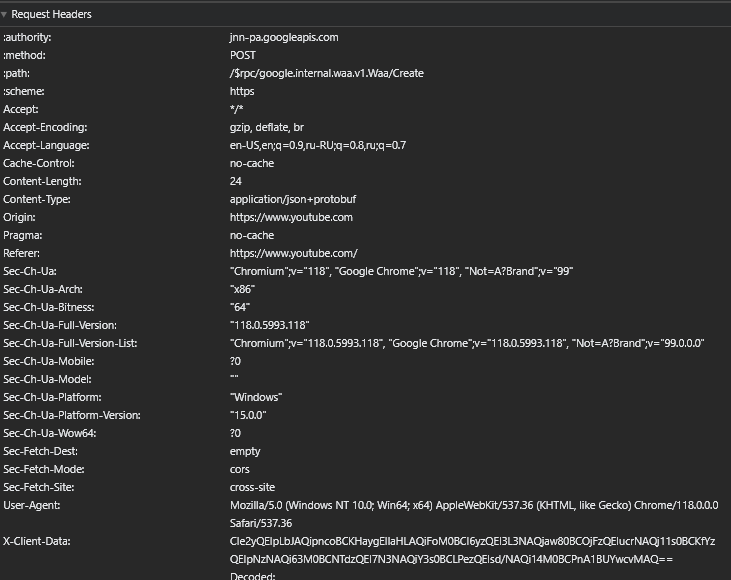 Request Headers
:authority: jnn-pa.googleapis.com
:method: POST
:path: /$rpc/google.internal.waa.v1.Waa/Create
:scheme: https
Accept: */*
Accept-Encoding: gzip, deflate, br
Accept-Language: en-US,en;q=0.9,ru-RU;q=0.8,ru;q=0.7
Cache-Control: no-cache
Content-Length: 24
Content-Type: application/json+protobuf
Origin: https://www.youtube.com
Pragma: no-cache
Referer: https://www.youtube.com/
Sec-Ch-Ua: "Chromium";v="118", "Google Chrome";v="118", "Not=A?Brand";v="99"
Sec-Ch-Ua-Arch: "x86"
Sec-Ch-Ua-Bitness: "64"
Sec-Ch-Ua-Full-Version: "118.0.5993.118"
Sec-Ch-Ua-Full-Version-List: "Chromium";v="118.0.5993.118", "Google Chrome";v="118.0.5993.118", "Not=A?Brand";v="99.0.0.0"
Sec-Ch-Ua-Mobile: ?0
Sec-Ch-Ua-Model: ""
Sec-Ch-Ua-Platform: "Windows"
Sec-Ch-Ua-Platform-Version: "15.0.0"
Sec-Ch-Ua-Wow64: ?0
Sec-Fetch-Dest: empty
Sec-Fetch-Mode: cors
Sec-Fetch-Site: cross-site
User-Agent: Mozilla/5.0 (Windows NT 10.0; Win64; x64) AppleWebKit/537.36 (KHTML, like Gecko) Chrome/118.0.0.0
Safari/537.36
X-Client-Data:
Decoded: